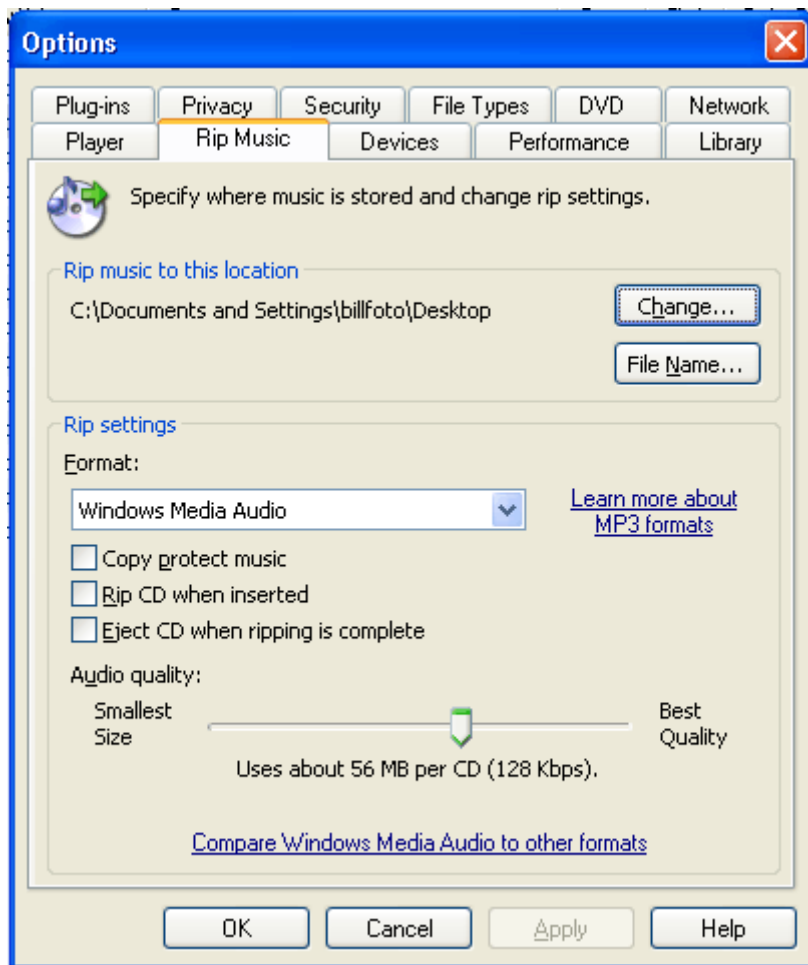 Options
Plug-ins Privacy Security File Types DVD Network
Player Rip Music Devices Performance Library
Specify where music is stored and change rip settings.
Rip music to this location
C:\Documents and Settings\billfoto\Desktop
Change...
File Name...
Rip settings
Format:
Windows Media Audio
Learn more about
MP3 formats
Copy protect music
Rip CD when inserted
Eject CD when ripping is complete
Audio quality:
Smallest
Size
Best
Quality
Uses about 56 MB per CD (128 Kbps).
Compare Windows Media Audio to other formats
OK Cancel Apply Help